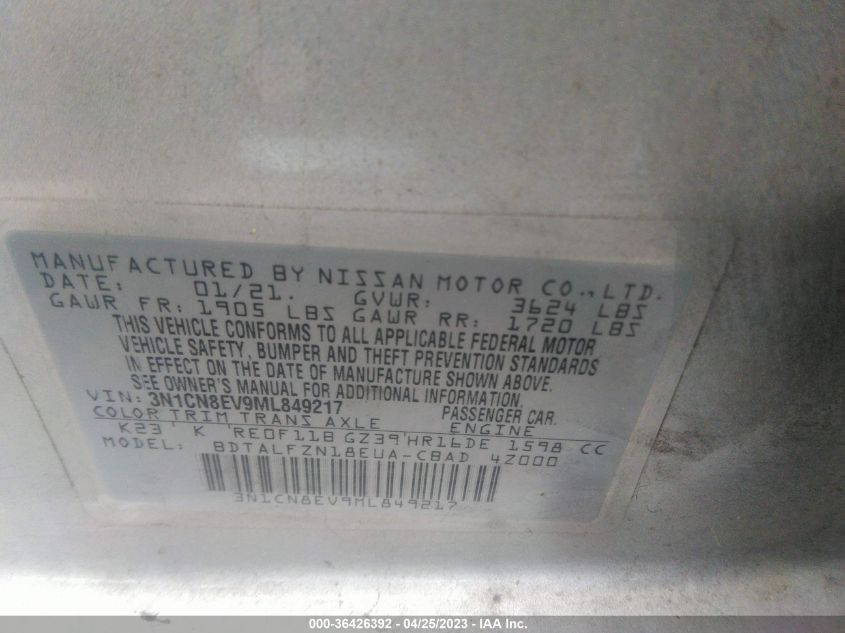 MANUFACTURED BY NISSAN MOTOR CO., LTD.
DATE: 01/21. GVWR: 3624 LBS
GAWR FR: 1905 LBS GAWR RR: 1720 LBS
THIS VEHICLE CONFORMS TO ALL APPLICABLE FEDERAL MOTOR
VEHICLE SAFETY, BUMPER AND THEFT PREVENTION STANDARDS
IN EFFECT ON THE DATE OF MANUFACTURE SHOWN ABOVE.
SEE OWNER'S MANUAL FOR ADDITIONAL INFORMATION.
VIN: 3N1CN8EV9ML849217 PASSENGER CAR.
COLOR TRIM TRANS AXLE ENGINE
K23 K RE0F11B GZ39 HR16DE 1598 CC
MODEL: BDTALFZN18EUA-CBAD 4Z000
3N1CN8EV9ML849217
000-36426392 - 04/25/2023 - IAA Inc.